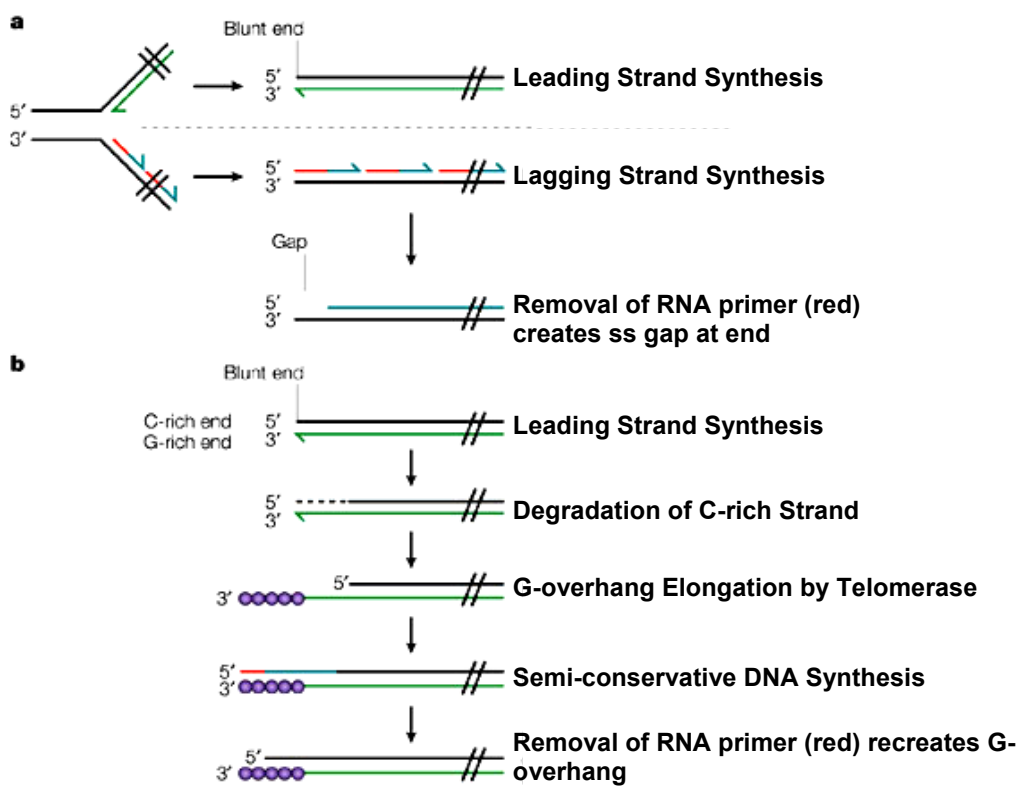 a
Blunt end
5′
3′
Leading Strand Synthesis
5′
3′
5′
3′
Lagging Strand Synthesis
Gap
5′
3′
Removal of RNA primer (red)
creates ss gap at end
b
Blunt end
C-rich end
G-rich end
5′
3′
Leading Strand Synthesis
5′
3′
Degradation of C-rich Strand
5′
3′
G-overhang Elongation by Telomerase
5′
3′
Semi-conservative DNA Synthesis
5′
3′
Removal of RNA primer (red) recreates G-
overhang